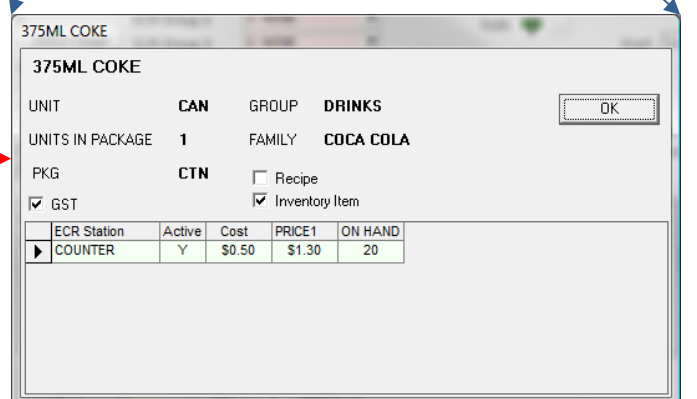 375ML COKE
375ML COKE
UNIT CAN GROUP DRINKS OK
UNITS IN PACKAGE 1 FAMILY COCA COLA
PKG CTN Recipe
GST Inventory Item
ECR Station Active Cost PRICE1 ON HAND
COUNTER Y $0.50 $1.30 20